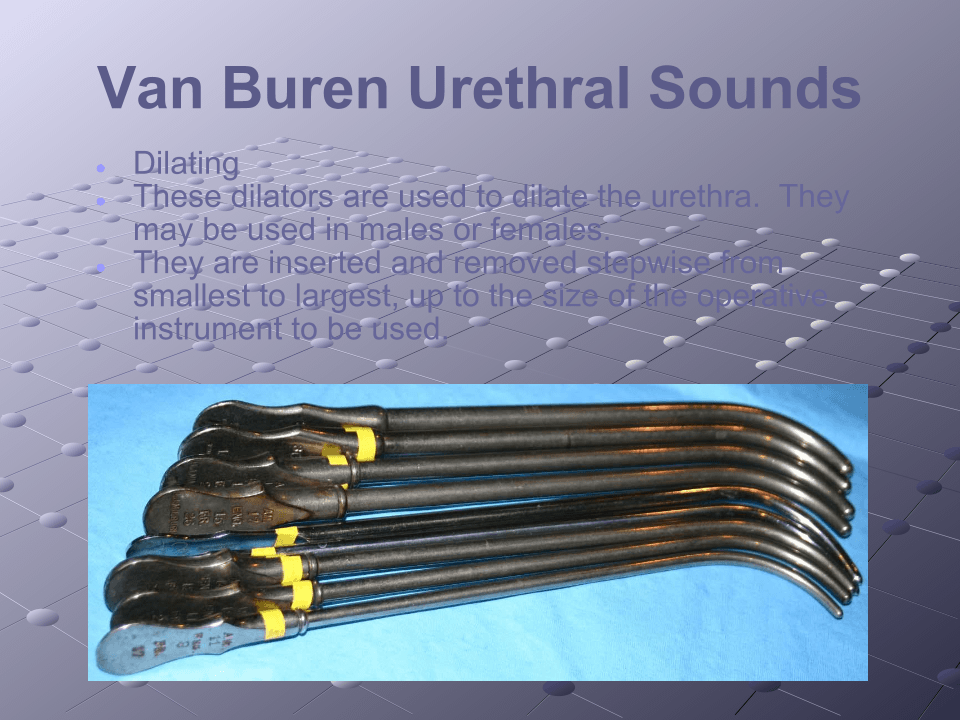 Van Buren Urethral Sounds
Dilating
These dilators are used to dilate the urethra.  They
may be used in males or females.
They are inserted and removed stepwise from
smallest to largest, up to the size of the operative
instrument to be used.